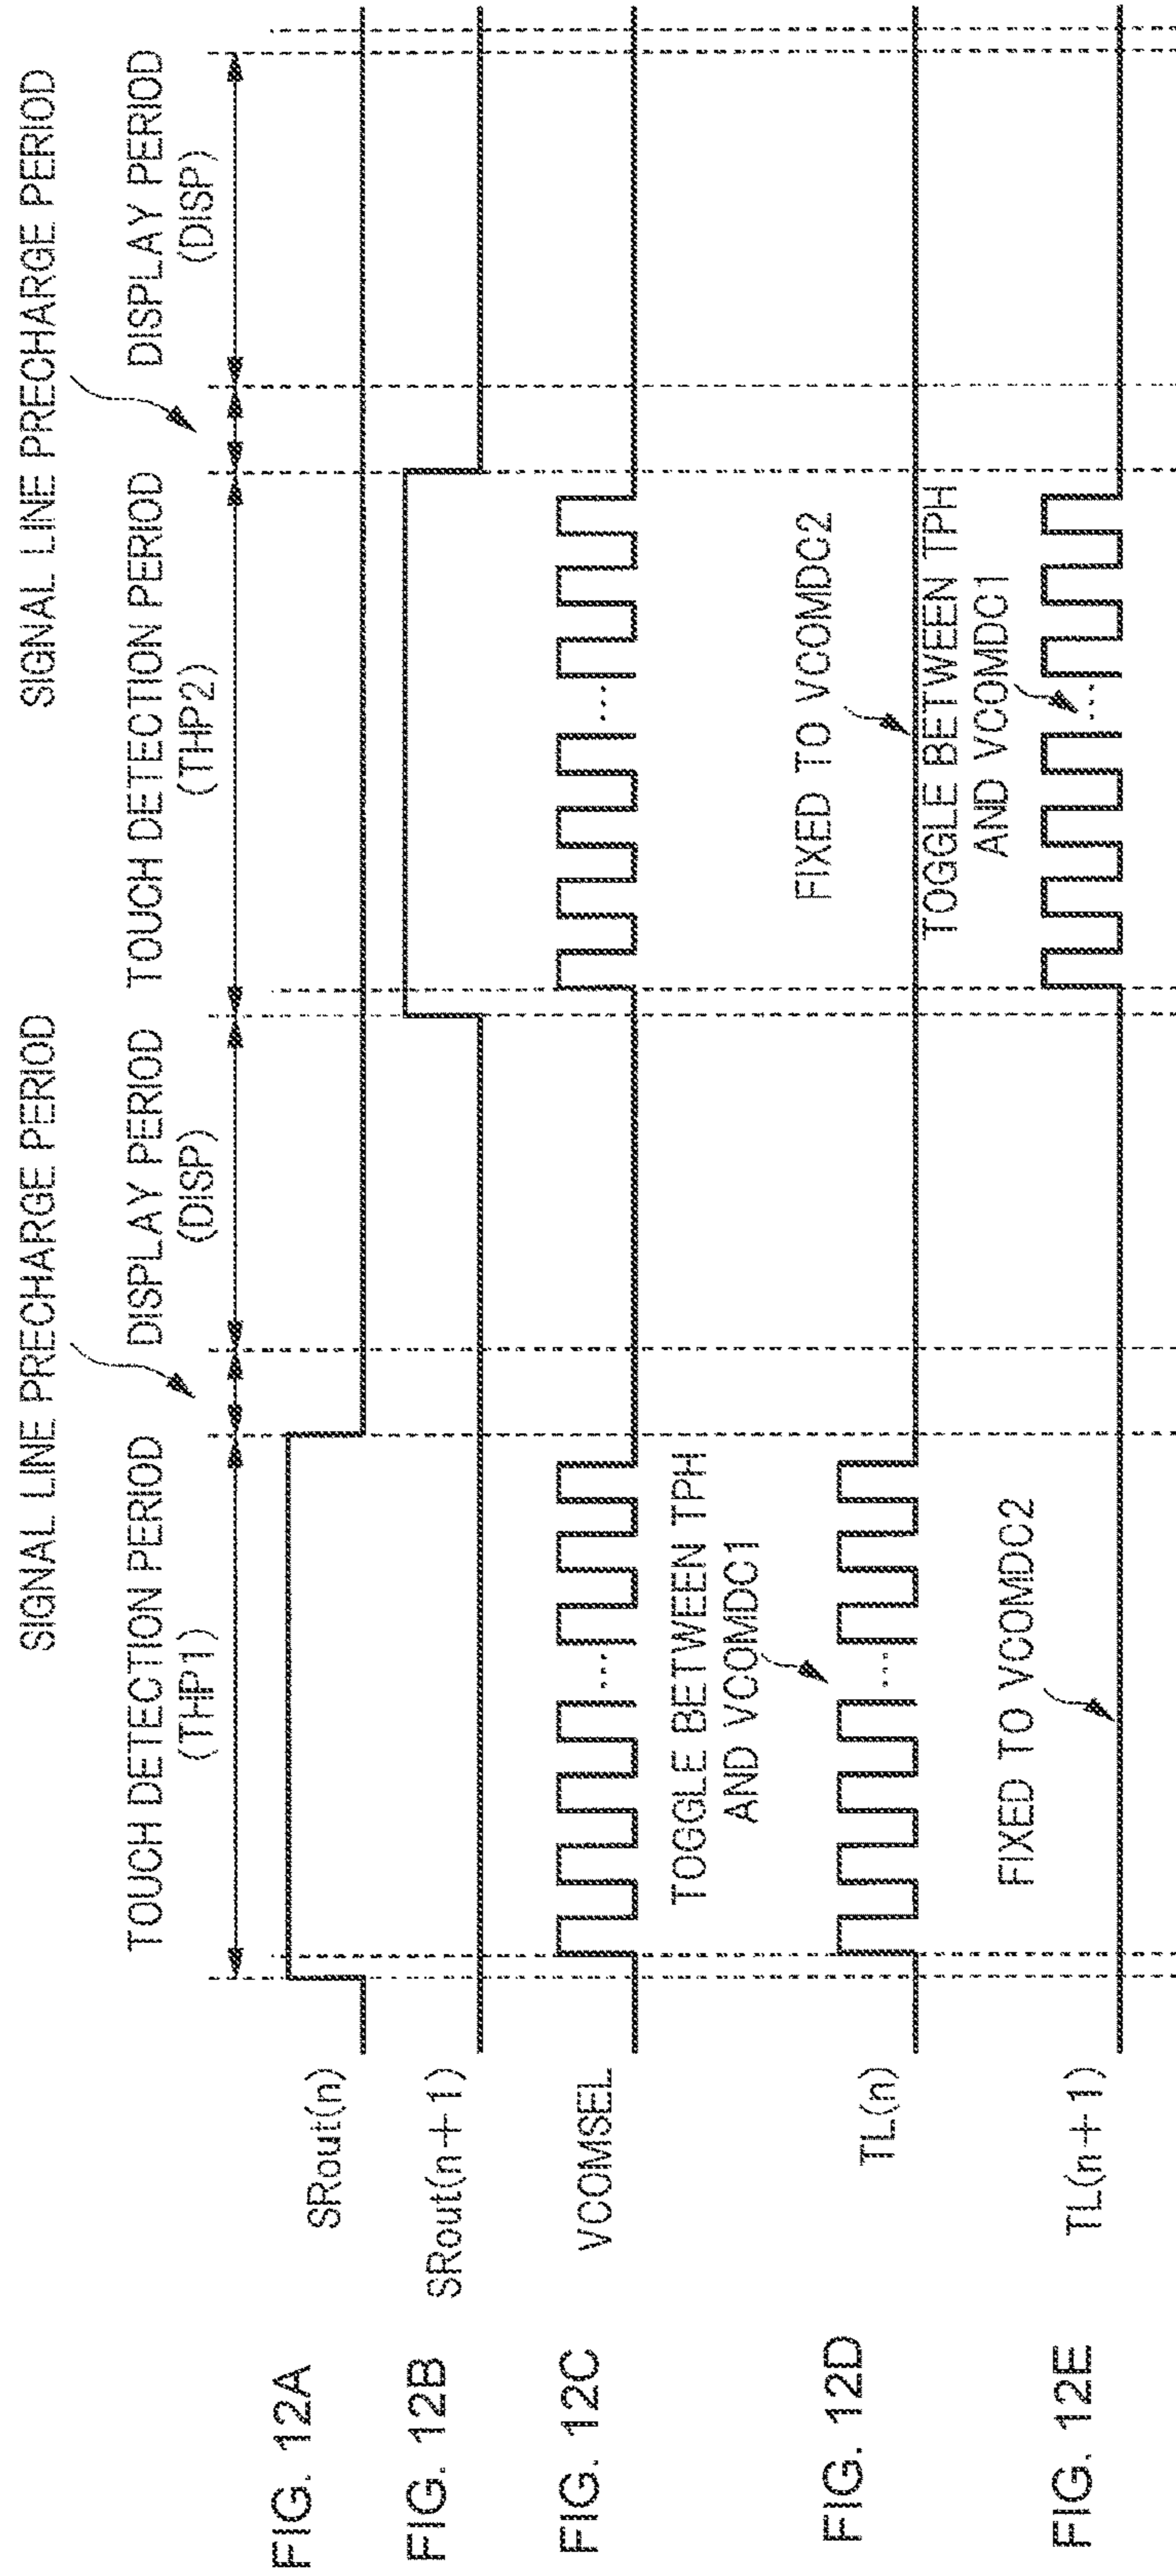 SIGNAL LINE PRECHARGE PERIOD
SIGNAL LINE PRECHARGE PERIOD
TOUCH DETECTION PERIOD
(THP1)
DISPLAY PERIOD
(DISP)
TOUCH DETECTION PERIOD
(THP2)
DISPLAY PERIOD
(DISP)
FIG. 12A
SRout(n)
FIG. 12B
SRout(n+1)
FIG. 12C
VCOMSEL
...
...
TOGGLE BETWEEN TPH
AND VCOMDC1
FIXED TO VCOMDC2
FIG. 12D
TL(n)
...
FIXED TO VCOMDC2
TOGGLE BETWEEN TPH
AND VCOMDC1
FIG. 12E
TL(n+1)
...